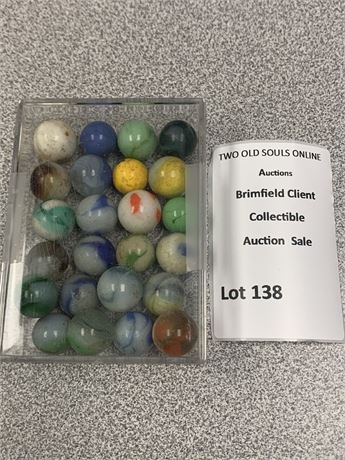 TWO OLD SOULS ONLINE
Auctions
Brimfield Client
Collectible
Auction Sale
Lot 138